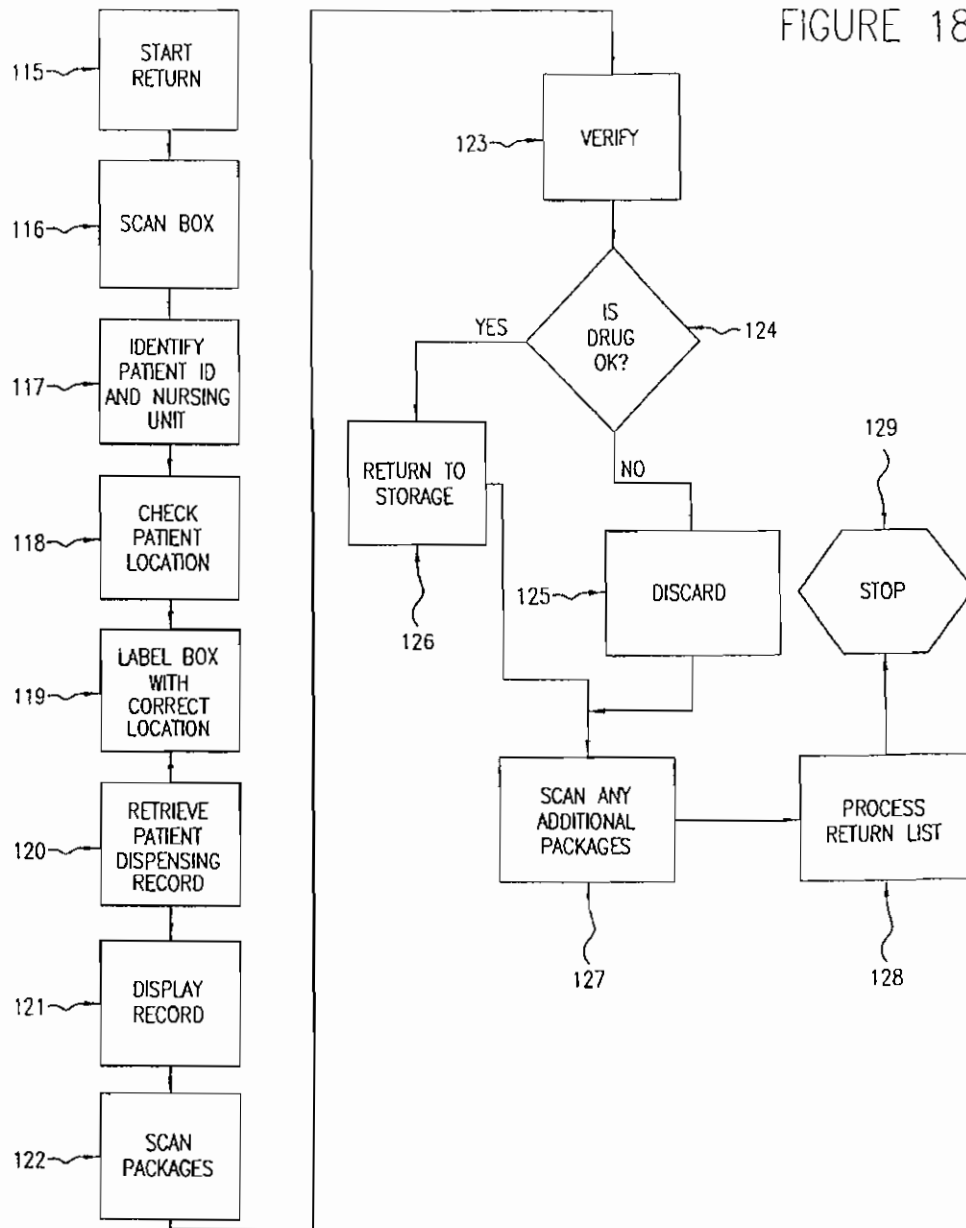 FIGURE 18
115
START
RETURN
116
SCAN BOX
117
IDENTIFY
PATIENT ID
AND NURSING
UNIT
118
CHECK
PATIENT
LOCATION
119
LABEL BOX
WITH
CORRECT
LOCATION
120
RETRIEVE
PATIENT
DISPENSING
RECORD
121
DISPLAY
RECORD
122
SCAN
PACKAGES
123
VERIFY
IS
DRUG
OK?
124
YES
NO
RETURN TO
STORAGE
126
125
DISCARD
129
STOP
SCAN ANY
ADDITIONAL
PACKAGES
127
PROCESS
RETURN LIST
128